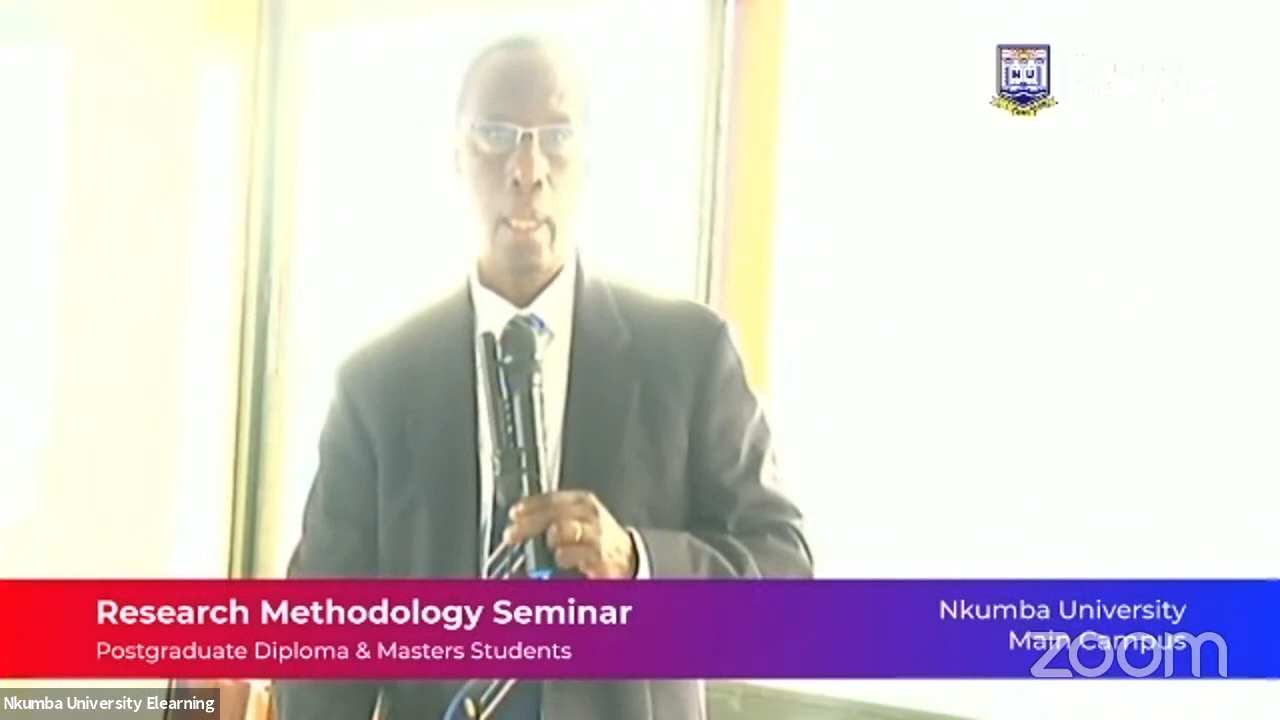 NU
Research Methodology Seminar
Postgraduate Diploma & Masters Students
Nkumba University
Main Campus
zoom
Nkumba University Elearning